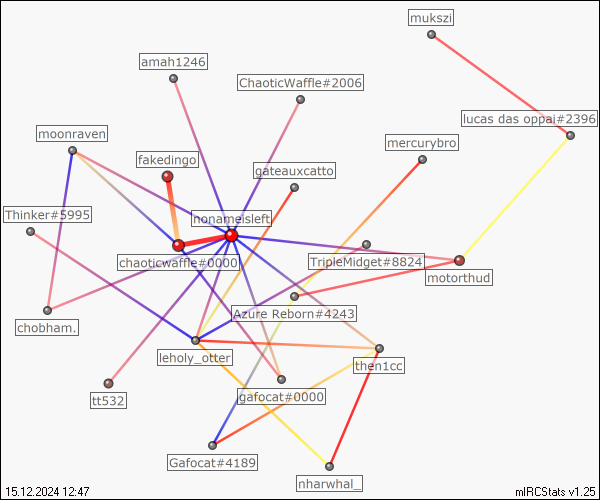 mukszi
amah1246
ChaoticWaffle#2006
lucas das oppai#2396
moonraven
mercurybro
fakedingo
gateauxcatto
Thinker#5995
nonameisleft
chaoticwaffle#0000
TripleMidget#8824
motorthud
Azure Reborn#4243
chobham.
leholy_otter
then1cc
gafocat#0000
tt532
Gafocat#4189
nharwhal_
15.12.2024 12:47
mIRCStats v1.25